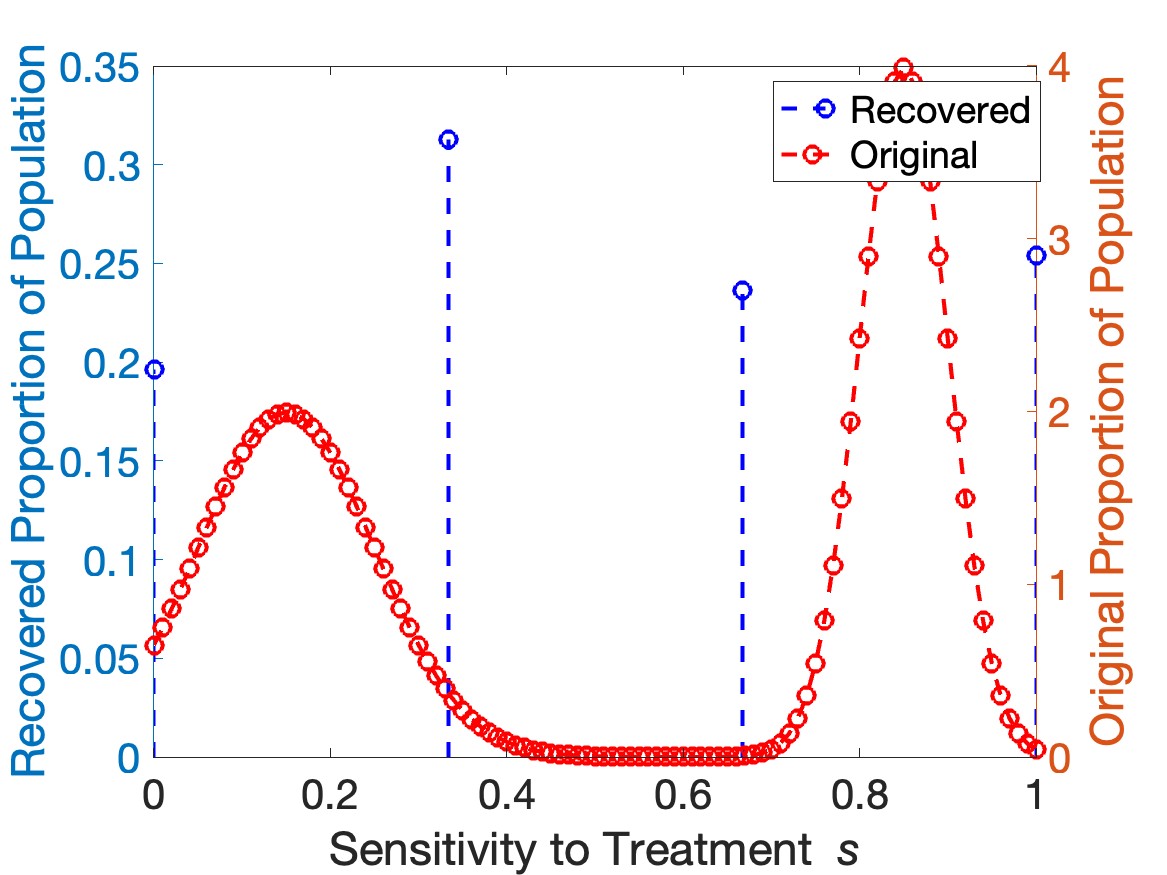 Recovered Proportion of Population
0.35
0.3
0.25
0.2
0.15
0.1
0.05
0
Recovered
Original
4
3
2
1
0
Original Proportion of Population
0 0.2 0.4 0.6 0.8 1
Sensitivity to Treatment s